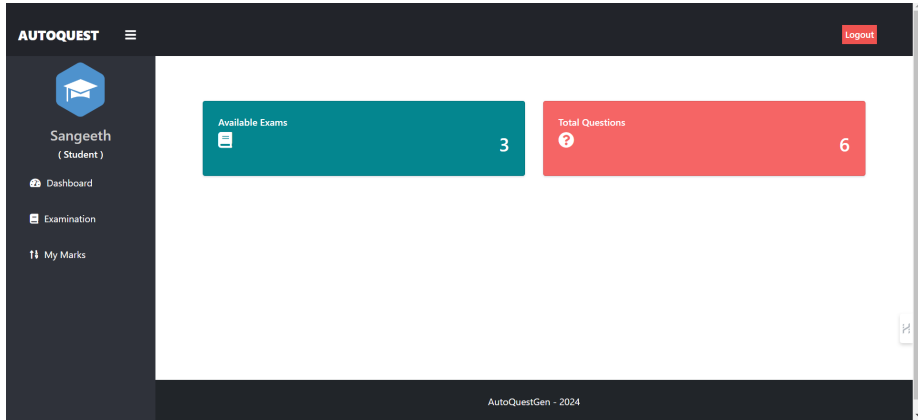 AUTOQUEST
Logout
Sangeeth
( Student )
Dashboard
Examination
My Marks
Available Exams
3
Total Questions
6
AutoQuestGen - 2024